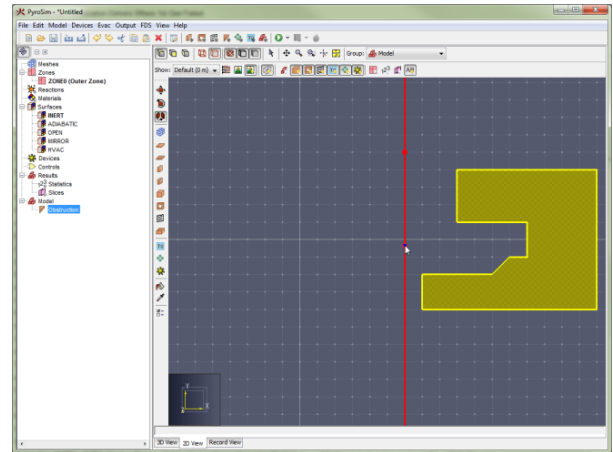 PyroSim - *Untitled
File Edit Model Meshes Devices Evac Output FDS View Help
Group: Model
Show: Default (0 m)
Meshes
Zones
ZONE0 (Outer Zone)
Reactions
Materials
Surfaces
INERT
ADIABATIC
OPEN
MIRROR
HVAC
Devices
Controls
Results
Statistics
Slices
Model
Obstruction
API
Y
X
3D View 2D View Record View